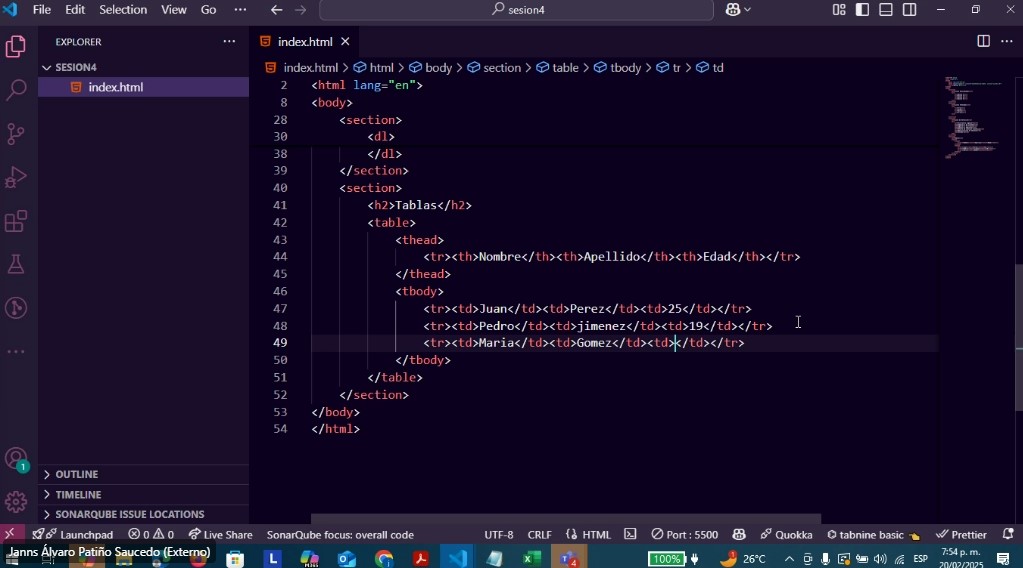 File Edit Selection View Go ··· sesion4
EXPLORER ···
index.html
SESION4
index.html
index.html > html > body > section > table > tbody > tr > td
2 <html lang="en">
8 <body>
28 <section>
30 <dl>
38 </dl>
39 </section>
40 <section>
41 <h2>Tablas</h2>
42 <table>
43 <thead>
44 <tr><th>Nombre</th><th>Apellido</th><th>Edad</th></tr>
45 </thead>
46 <tbody>
47 <tr><td>Juan</td><td>Perez</td><td>25</td></tr>
48 <tr><td>Pedro</td><td>jimenez</td><td>19</td></tr>
49 <tr><td>Maria</td><td>Gomez</td><td></td></tr>
50 </tbody>
51 </table>
52 </section>
53 </body>
54 </html>
1
OUTLINE
TIMELINE
SONARQUBE ISSUE LOCATIONS
Launchpad 0 0 Live Share SonarQube focus: overall code UTF-8 CRLF HTML Port : 5500 Quokka tabnine basic Prettier
Janns Álvaro Patiño Saucedo (Externo)
100% 26°C ESP 7:54 p. m.
20/02/2025